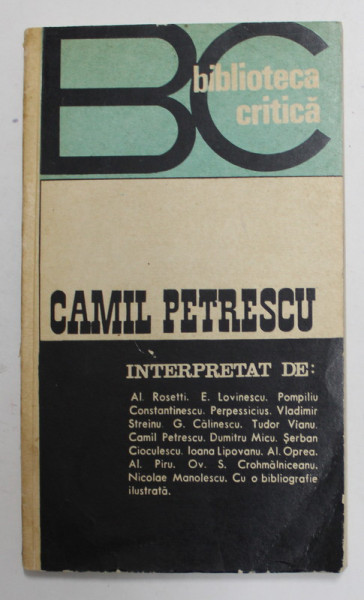 BC
biblioteca
critică
CAMIL PETRESCU
INTERPRETAT DE:
Al. Rosetti. E. Lovinescu. Pompiliu
Constantinescu. Perpessicius. Vladimir
Streinu. G. Călinescu. Tudor Vianu.
Camil Petrescu. Dumitru Micu. Şerban
Cioculescu. Ioana Lipovanu. Al. Oprea.
Al. Piru. Ov. S. Crohmălniceanu.
Nicolae Manolescu. Cu o bibliografie
ilustrată.